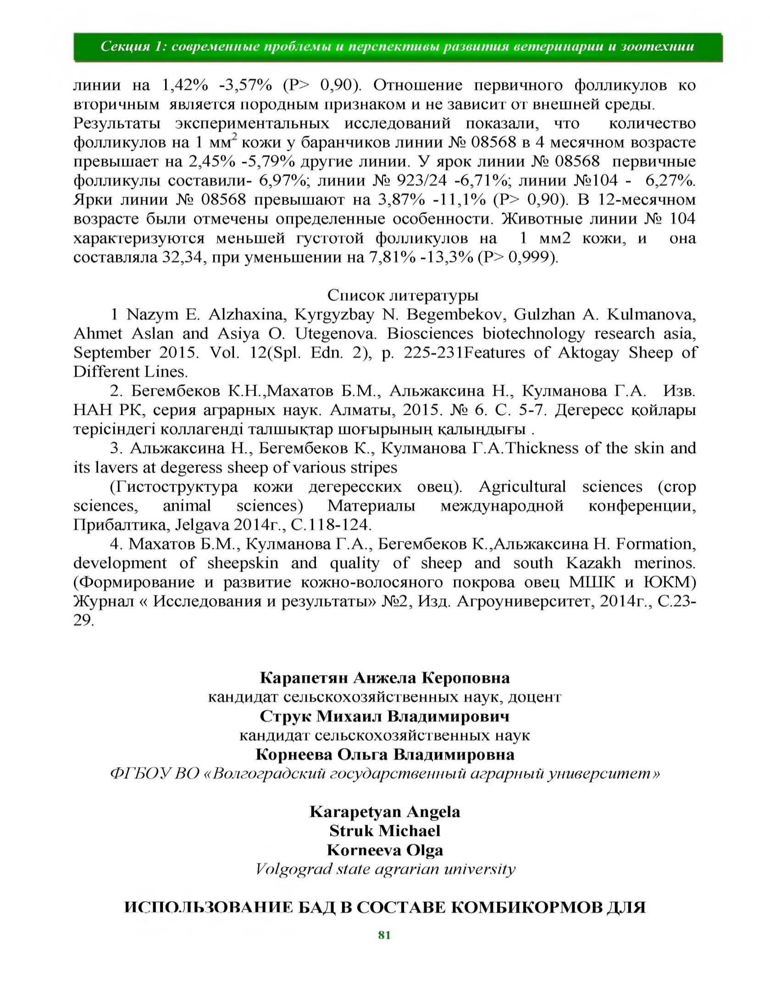 Секция 1: современные проблемы и перспективы развития ветеринарии и зоотехнии
линии на 1,42% -3,57% (P> 0,90). Отношение первичного фолликулов ко
вторичным является породным признаком и не зависит от внешней среды.
Результаты экспериментальных исследований показали, что количество
фолликулов на 1 мм² кожи у баранчиков линии № 08568 в 4 месячном возрасте
превышает на 2,45% -5,79% другие линии. У ярок линии № 08568 первичные
фолликулы составили- 6,97%; линии № 923/24 -6,71%; линии №104 - 6,27%.
Ярки линии № 08568 превышают на 3,87% -11,1% (P> 0,90). В 12-месячном
возрасте были отмечены определенные особенности. Животные линии № 104
характеризуются меньшей густотой фолликулов на 1 мм2 кожи, и она
составляла 32,34, при уменьшении на 7,81% -13,3% (P> 0,999).
Список литературы
1 Nazym E. Alzhaxina, Kyrgyzbay N. Begembekov, Gulzhan A. Kulmanova,
Ahmet Aslan and Asiya O. Utegenova. Biosciences biotechnology research asia,
September 2015. Vol. 12(Spl. Edn. 2), p. 225-231Features of Aktogay Sheep of
Different Lines.
2. Бегембеков К.Н.,Махатов Б.М., Альжаксина Н., Кулманова Г.А. Изв.
НАН РК, серия аграрных наук. Алматы, 2015. № 6. С. 5-7. Дегересс қойлары
терісіндегі коллагенді талшықтар шоғырының қалыңдығы .
3. Альжаксина Н., Бегембеков К., Кулманова Г.А.Thickness of the skin and
its lavers at degeress sheep of various stripes
(Гистоструктура кожи дегересских овец). Agricultural sciences (crop
sciences, animal sciences) Материалы международной конференции,
Прибалтика, Jelgava 2014г., С.118-124.
4. Махатов Б.М., Кулманова Г.А., Бегембеков К.,Альжаксина Н. Formation,
development of sheepskin and quality of sheep and south Kazakh merinos.
(Формирование и развитие кожно-волосяного покрова овец МШК и ЮКМ)
Журнал « Исследования и результаты» №2, Изд. Агроуниверситет, 2014г., С.23-
29.
Карапетян Анжела Кероповна
кандидат сельскохозяйственных наук, доцент
Струк Михаил Владимирович
кандидат сельскохозяйственных наук
Корнеева Ольга Владимировна
ФГБОУ ВО «Волгоградский государственный аграрный университет»
Karapetyan Angela
Struk Michael
Korneeva Olga
Volgograd state agrarian university
ИСПОЛЬЗОВАНИЕ БАД В СОСТАВЕ КОМБИКОРМОВ ДЛЯ
81